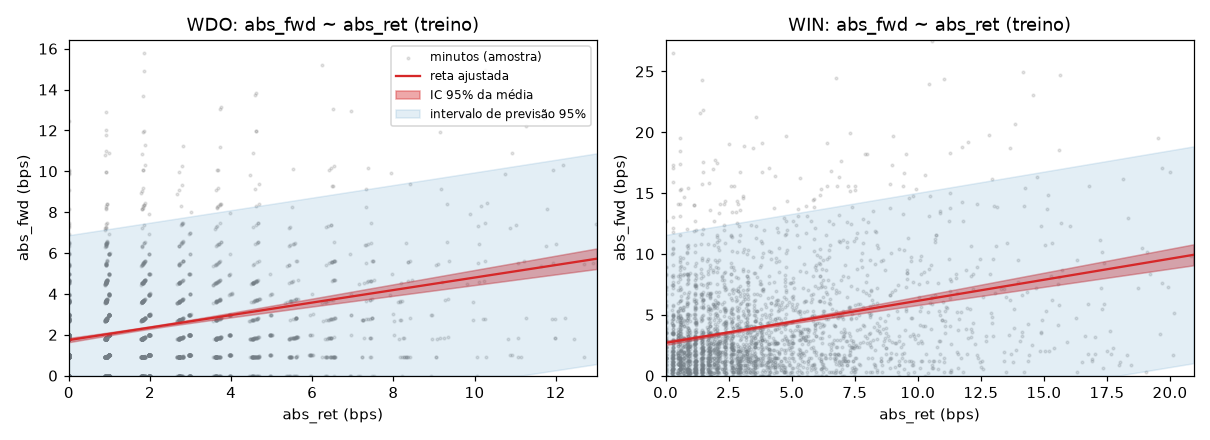 WDO: abs_fwd ~ abs_ret (treino)
minutos (amostra)
reta ajustada
IC 95% da média
intervalo de previsão 95%
abs_fwd (bps)
16
14
12
10
8
6
4
2
0
0 2 4 6 8 10 12
abs_ret (bps)
WIN: abs_fwd ~ abs_ret (treino)
abs_fwd (bps)
25
20
15
10
5
0
0.0 2.5 5.0 7.5 10.0 12.5 15.0 17.5 20.0
abs_ret (bps)